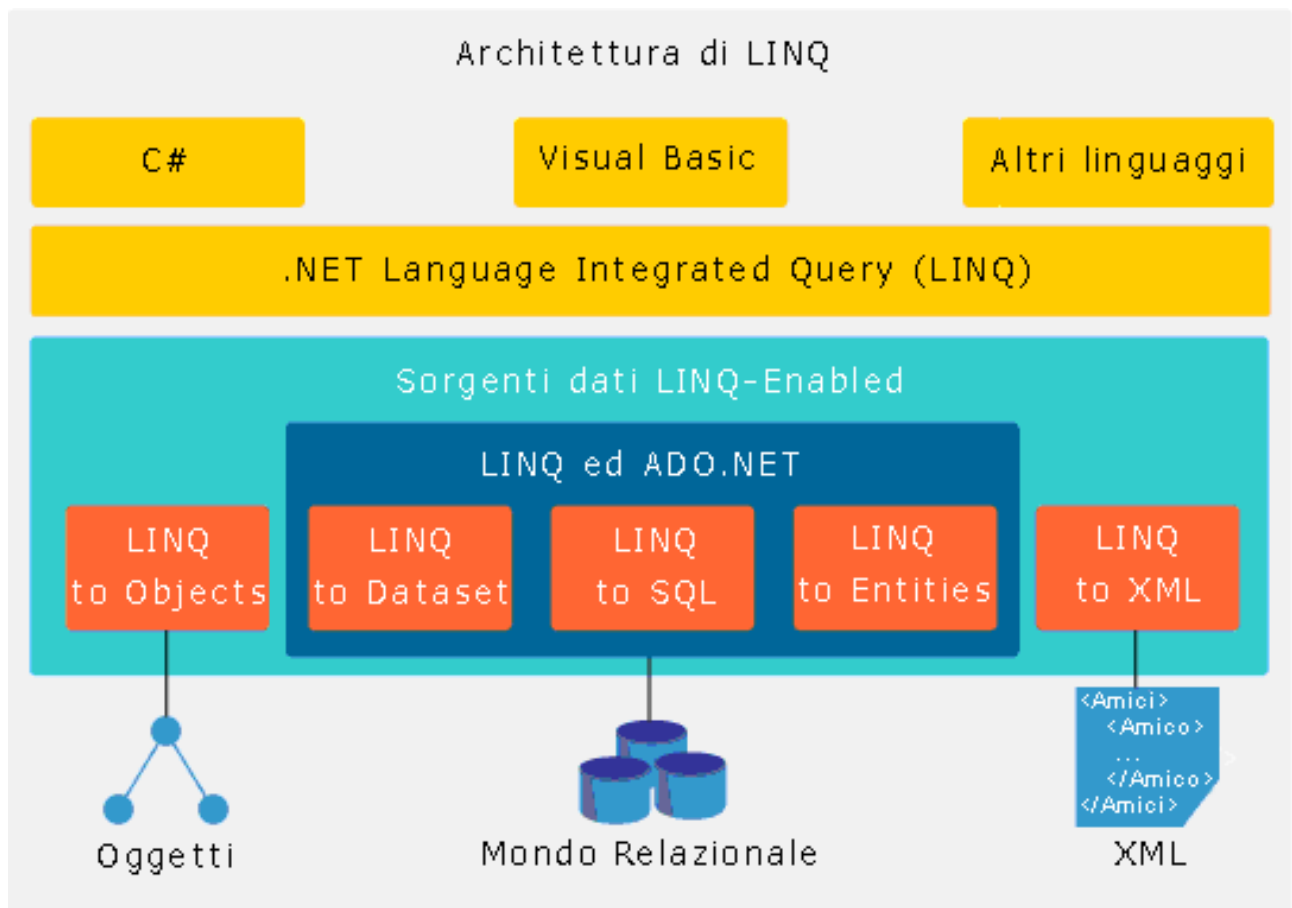 Architettura di LINQ
C#
Visual Basic
Altri linguaggi
.NET Language Integrated Query (LINQ)
Sorgenti dati LINQ-Enabled
LINQ ed ADO.NET
LINQ
to Objects
LINQ
to Dataset
LINQ
to SQL
LINQ
to Entities
LINQ
to XML
<Amici>
<Amico>
... >
</Amico>
</Amici>
Oggetti
Mondo Relazionale
XML